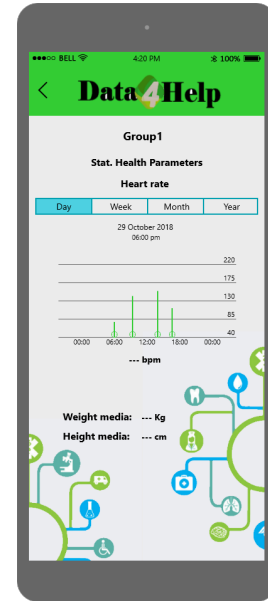 BELL 4:20 PM 100%
Data4Help
Group1
Stat. Health Parameters
Heart rate
Day Week Month Year
29 October 2018
06:00 pm
220
175
130
85
40
00:00 06:00 12:00 18:00 00:00
--- bpm
Weight media: --- Kg
Height media: --- cm